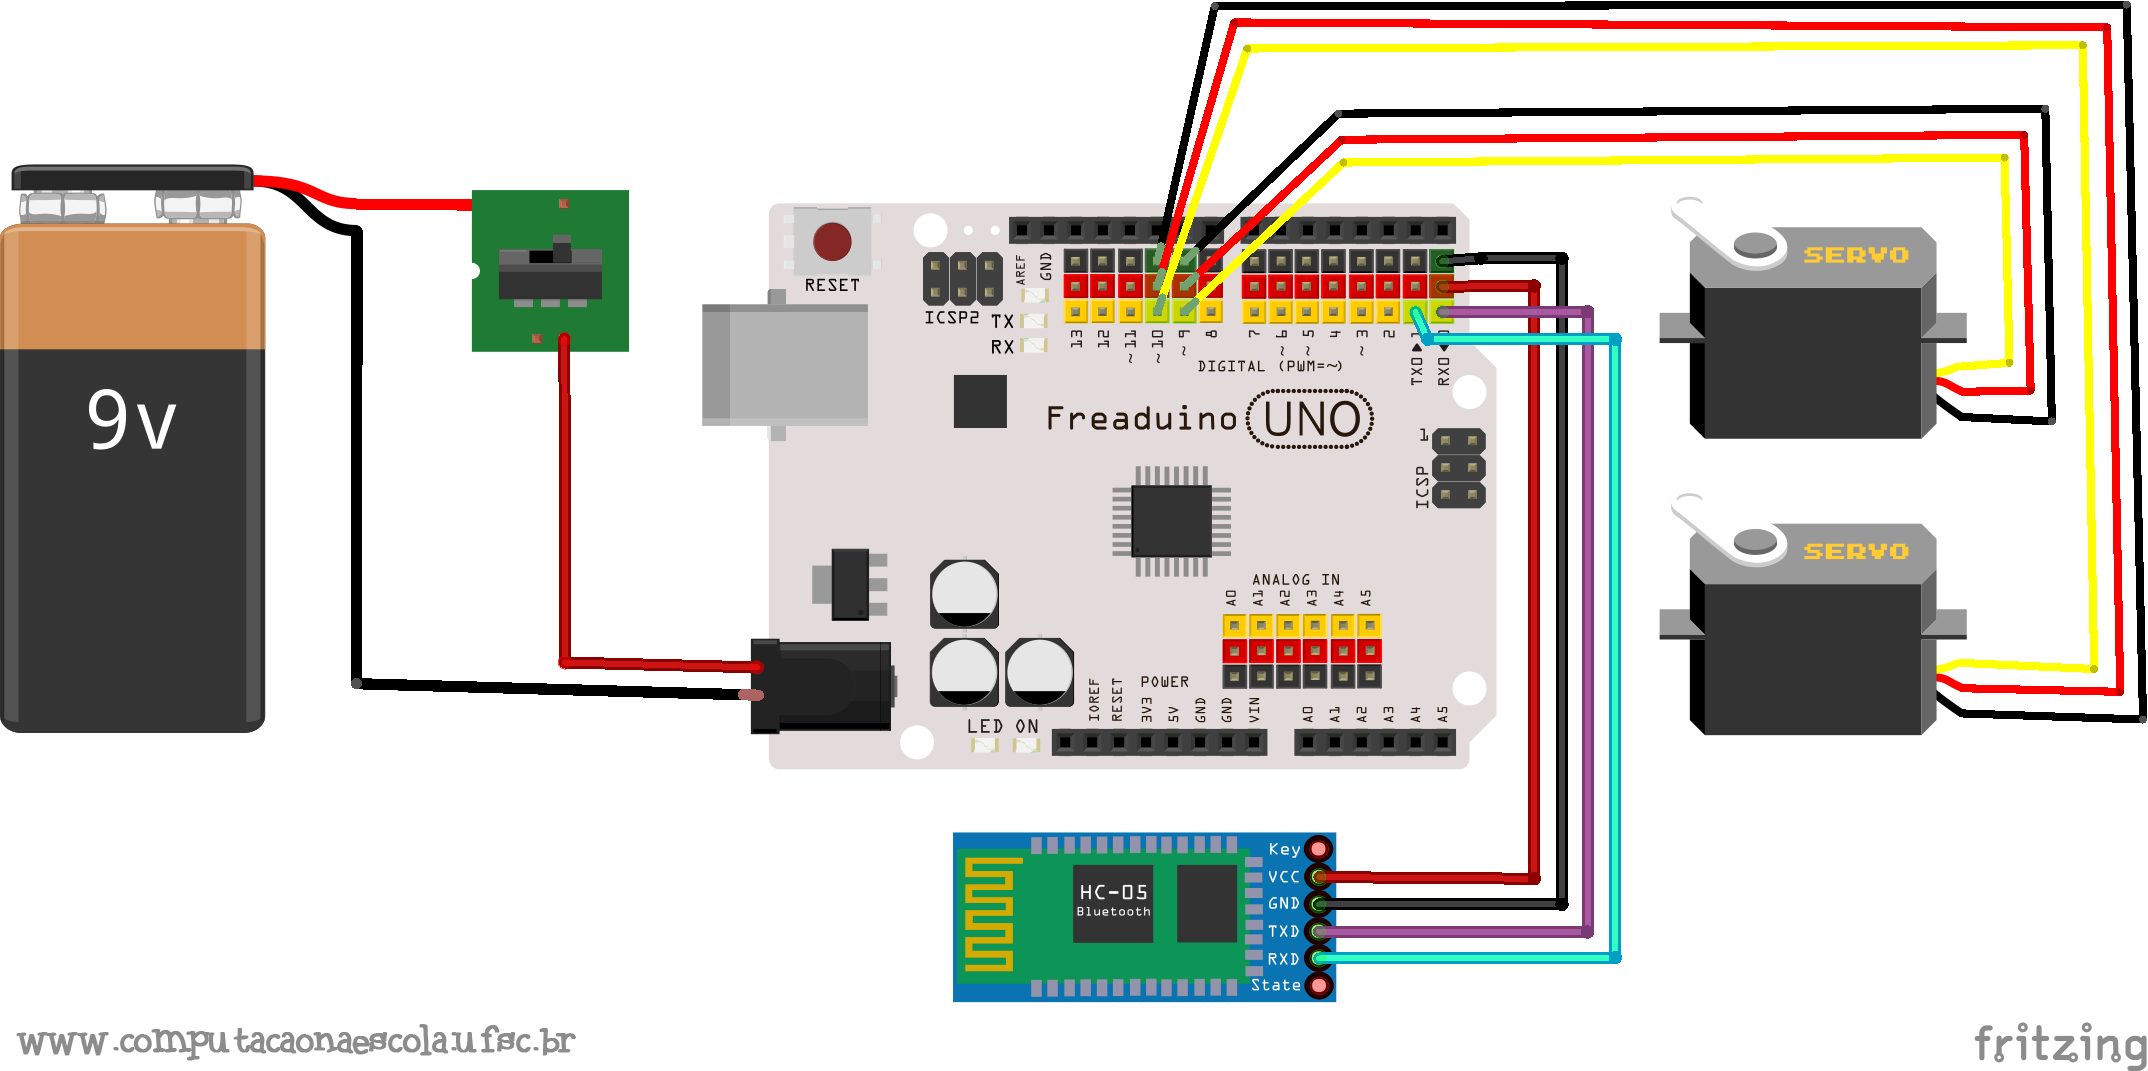 9v
RESET
ICSP2
AREF
GND
TX
RX
13
12
~11
~10
~9
8
7
~6
~5
4
~3
2
TXO▶1
RXO◀0
DIGITAL (PWM=~)
Freaduino UNO
1
ICSP
SERVO
SERVO
ANALOG IN
A0
A1
A2
A3
A4
A5
POWER
IOREF
RESET
3V3
5V
GND
GND
VIN
A0
A1
A2
A3
A4
A5
LED ON
HC-05
Bluetooth
Key
VCC
GND
TXD
RXD
State
www.computacaonaescola.ufsc.br
fritzing